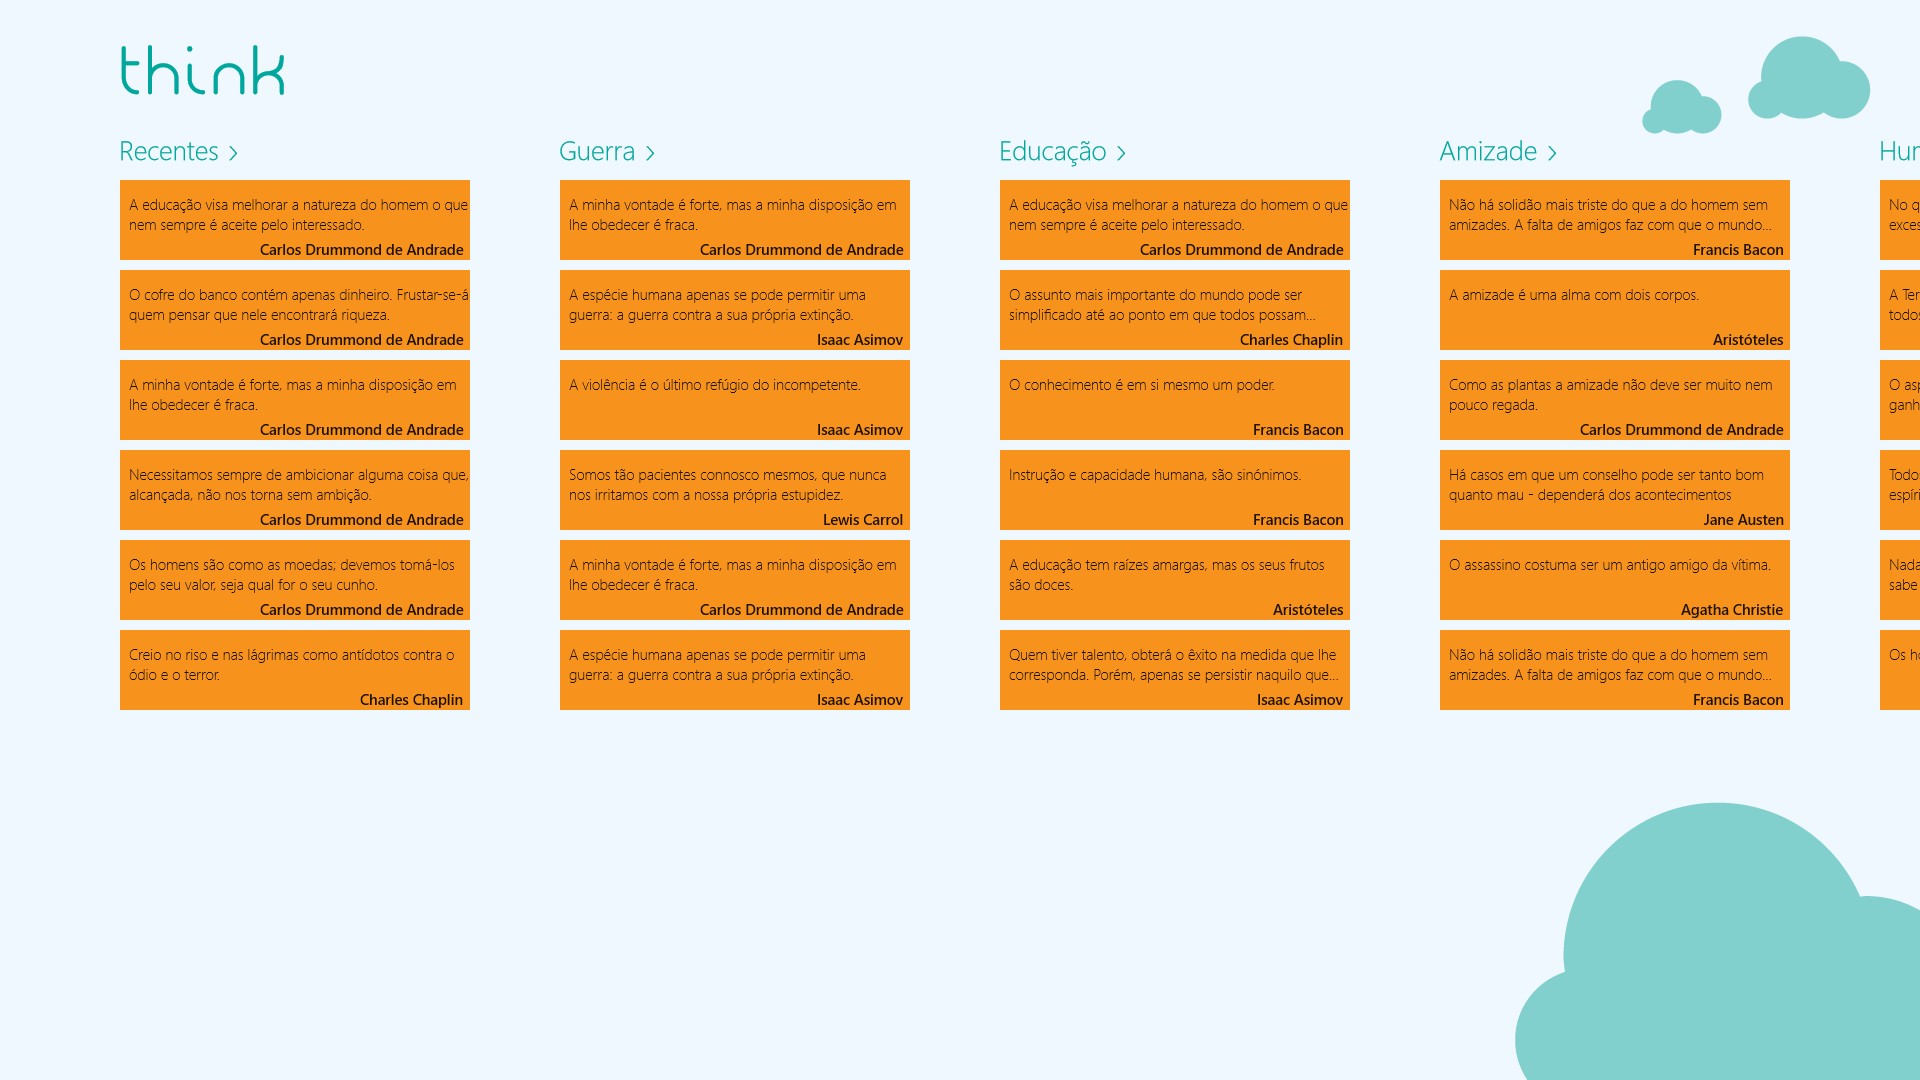 think
Recentes >
A educação visa melhorar a natureza do homem o que
nem sempre é aceite pelo interessado.
Carlos Drummond de Andrade
O cofre do banco contém apenas dinheiro. Frustar-se-á
quem pensar que nele encontrará riqueza.
Carlos Drummond de Andrade
A minha vontade é forte, mas a minha disposição em
lhe obedecer é fraca.
Carlos Drummond de Andrade
Necessitamos sempre de ambicionar alguma coisa que,
alcançada, não nos torna sem ambição.
Carlos Drummond de Andrade
Os homens são como as moedas; devemos tomá-los
pelo seu valor, seja qual for o seu cunho.
Carlos Drummond de Andrade
Creio no riso e nas lágrimas como antídotos contra o
ódio e o terror.
Charles Chaplin
Guerra >
A minha vontade é forte, mas a minha disposição em
lhe obedecer é fraca.
Carlos Drummond de Andrade
A espécie humana apenas se pode permitir uma
guerra: a guerra contra a sua própria extinção.
Isaac Asimov
A violência é o último refúgio do incompetente.
Isaac Asimov
Somos tão pacientes connosco mesmos, que nunca
nos irritamos com a nossa própria estupidez.
Lewis Carrol
A minha vontade é forte, mas a minha disposição em
lhe obedecer é fraca.
Carlos Drummond de Andrade
A espécie humana apenas se pode permitir uma
guerra: a guerra contra a sua própria extinção.
Isaac Asimov
Educação >
A educação visa melhorar a natureza do homem o que
nem sempre é aceite pelo interessado.
Carlos Drummond de Andrade
O assunto mais importante do mundo pode ser
simplificado até ao ponto em que todos possam...
Charles Chaplin
O conhecimento é em si mesmo um poder.
Francis Bacon
Instrução e capacidade humana, são sinónimos.
Francis Bacon
A educação tem raízes amargas, mas os seus frutos
são doces.
Aristóteles
Quem tiver talento, obterá o êxito na medida que lhe
corresponda. Porém, apenas se persistir naquilo que...
Isaac Asimov
Amizade >
Não há solidão mais triste do que a do homem sem
amizades. A falta de amigos faz com que o mundo...
Francis Bacon
A amizade é uma alma com dois corpos.
Aristóteles
Como as plantas a amizade não deve ser muito nem
pouco regada.
Carlos Drummond de Andrade
Há casos em que um conselho pode ser tanto bom
quanto mau - dependerá dos acontecimentos
Jane Austen
O assassino costuma ser um antigo amigo da vítima.
Agatha Christie
Não há solidão mais triste do que a do homem sem
amizades. A falta de amigos faz com que o mundo...
Francis Bacon
No
A
todos
O
Todo
Nada
sabe
Os